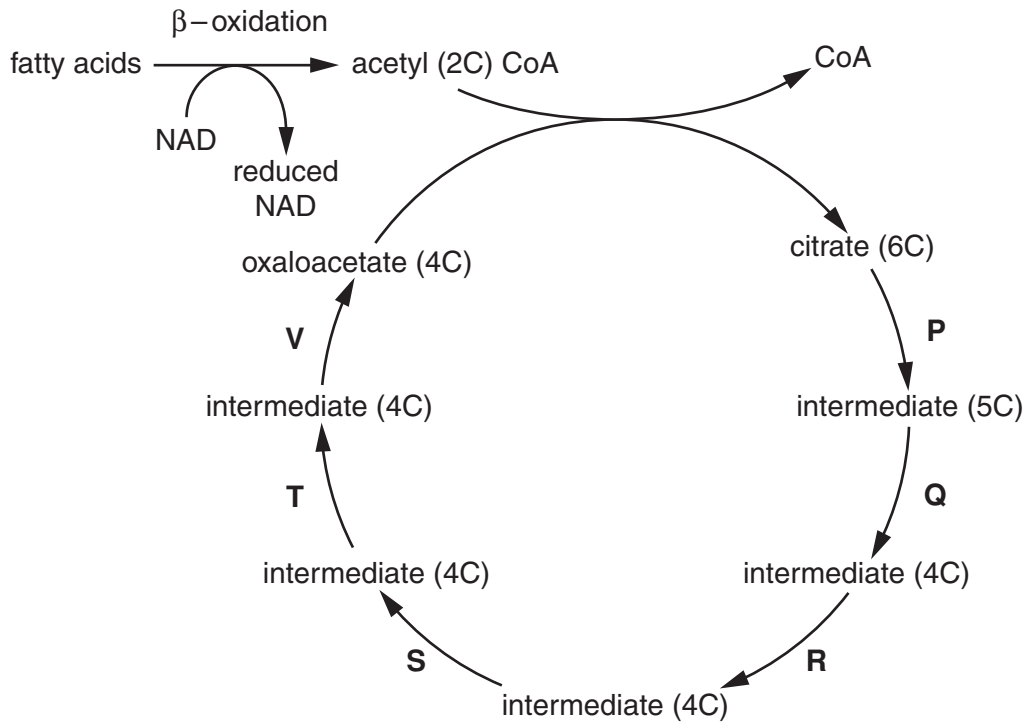 β–oxidation
fatty acids
acetyl (2C) CoA
CoA
NAD
reduced
NAD
oxaloacetate (4C)
citrate (6C)
V
P
intermediate (4C)
intermediate (5C)
T
Q
intermediate (4C)
intermediate (4C)
S
R
intermediate (4C)